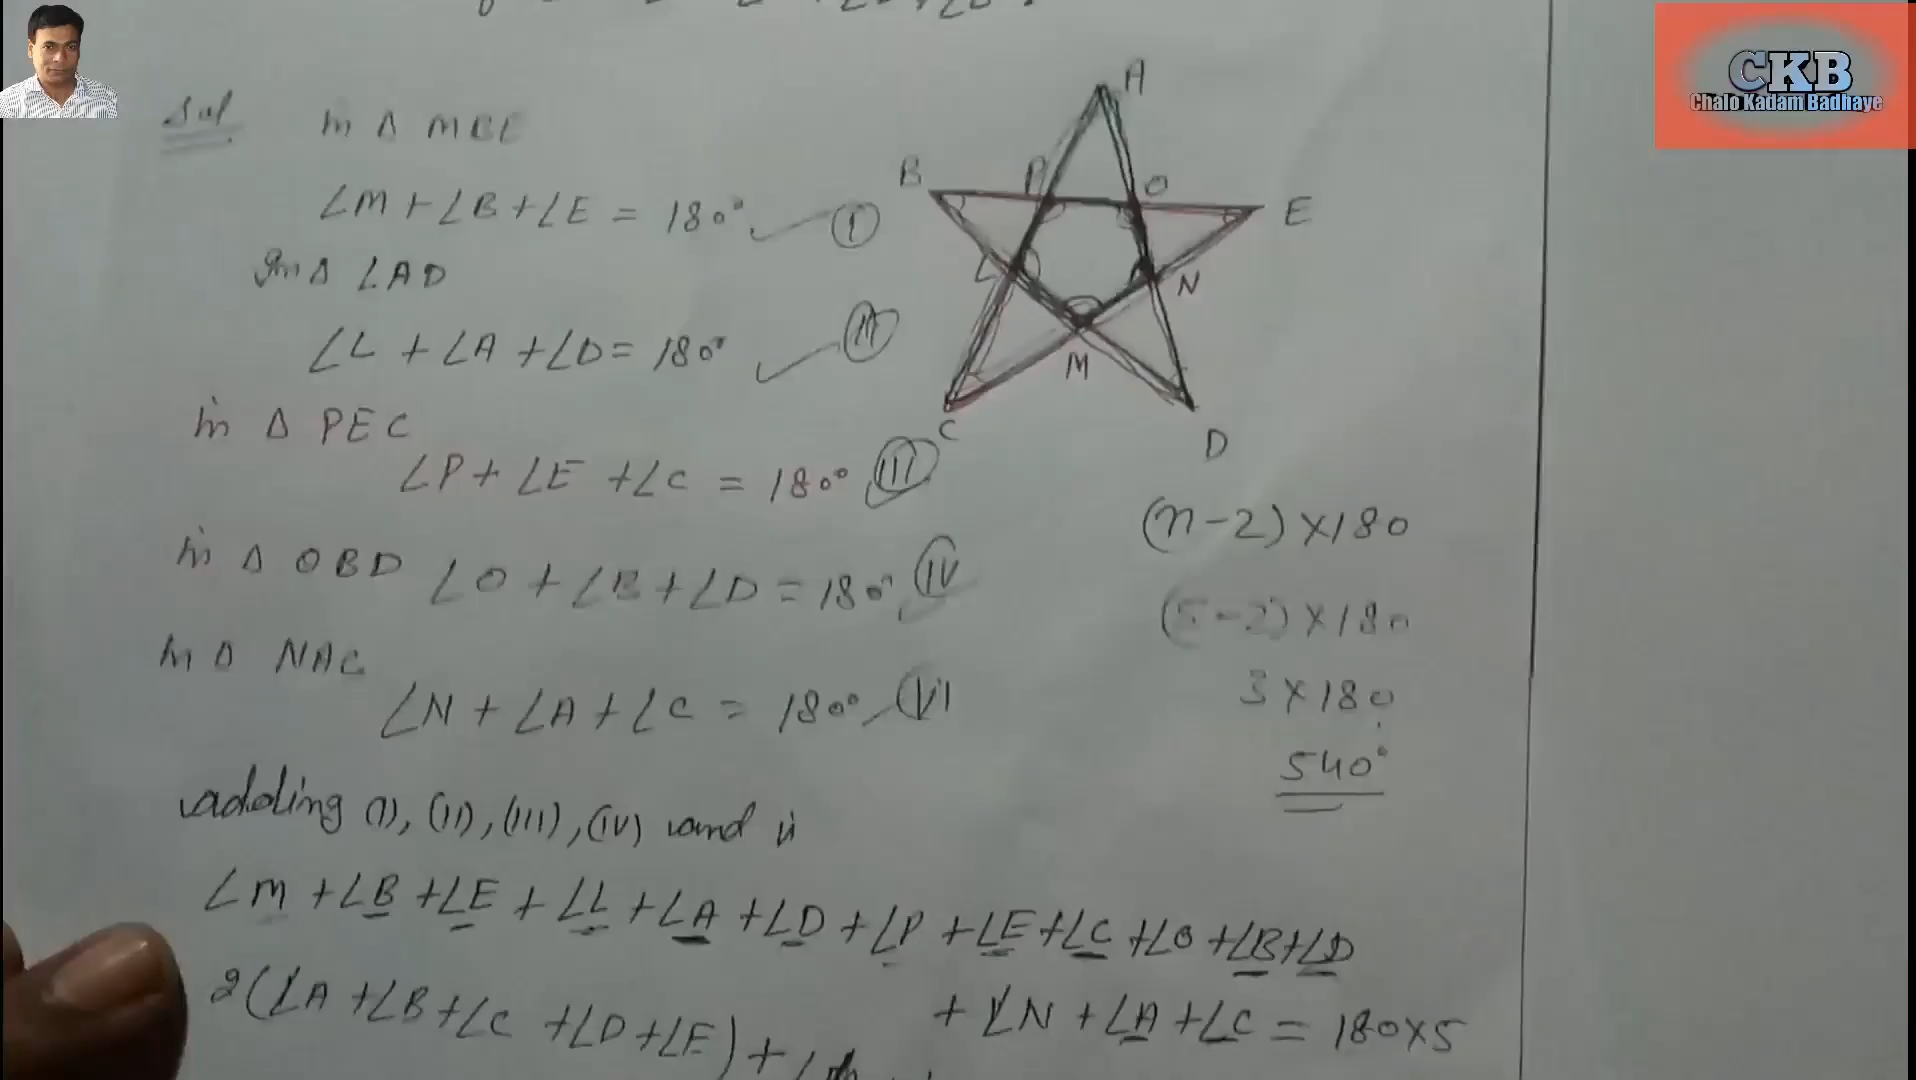 CKB
Chalo Kadam Badhaye
Sol
In Δ MBE
∠M + ∠B + ∠E = 180° (I)
In Δ LAD
∠L + ∠A + ∠D = 180° (II)
in Δ PEC
∠P + ∠E + ∠C = 180° (III)
in Δ OBD ∠O + ∠B + ∠D = 180° (IV)
In Δ NAC
∠N + ∠A + ∠C = 180°
adding (I), (II), (III), (IV) and v
∠M + ∠B + ∠E + ∠L + ∠A + ∠D + ∠P + ∠E + ∠C + ∠O + ∠B + ∠D
+ ∠N + ∠A + ∠C = 180×5
2(∠A + ∠B + ∠C + ∠D + ∠E) +
A
B
P
O
E
L
N
M
C
D
(n-2) × 180
(5-2) × 180
3 × 180
540°